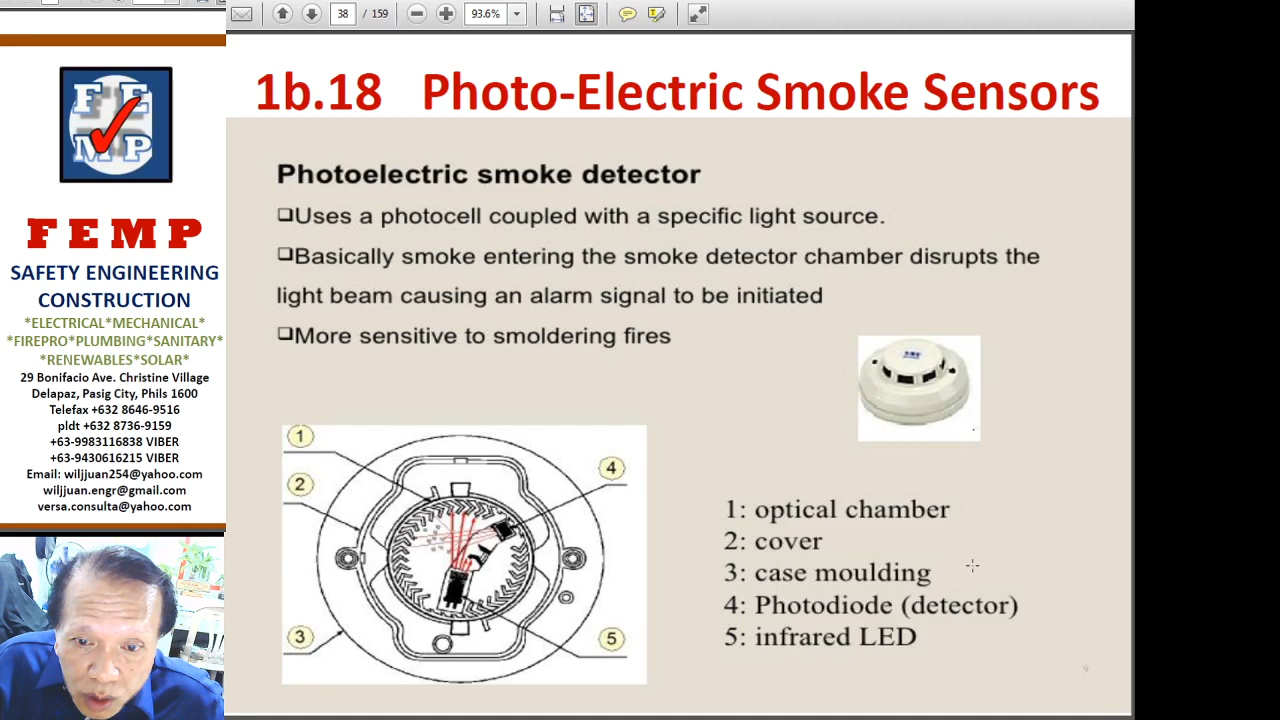 38 / 159
93.6%
F E
M P
F E M P
SAFETY ENGINEERING
CONSTRUCTION
*ELECTRICAL*MECHANICAL*
*FIREPRO*PLUMBING*SANITARY*
*RENEWABLES*SOLAR*
29 Bonifacio Ave. Christine Village
Delapaz, Pasig City, Phils 1600
Telefax +632 8646-9516
pldt +632 8736-9159
+63-9983116838 VIBER
+63-9430616215 VIBER
Email: wiljjuan254@yahoo.com
wiljjuan.engr@gmail.com
versa.consulta@yahoo.com
1b.18 Photo-Electric Smoke Sensors
Photoelectric smoke detector
❑Uses a photocell coupled with a specific light source.
❑Basically smoke entering the smoke detector chamber disrupts the
light beam causing an alarm signal to be initiated
❑More sensitive to smoldering fires
1
2
3
4
5
1: optical chamber
2: cover
3: case moulding
4: Photodiode (detector)
5: infrared LED
9